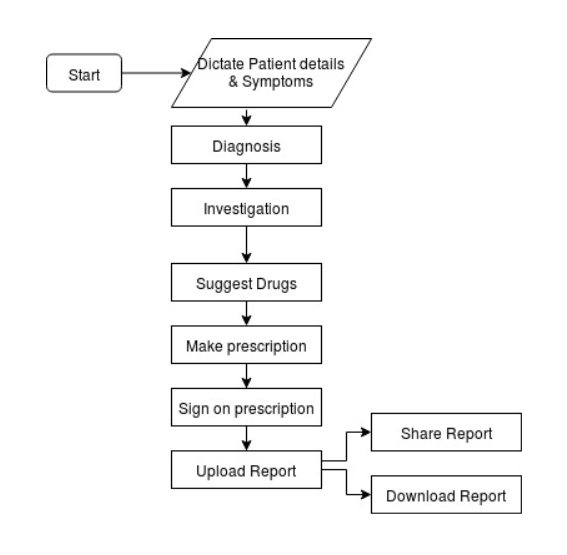 Start
Dictate Patient details
& Symptoms
Diagnosis
Investigation
Suggest Drugs
Make prescription
Sign on prescription
Upload Report
Share Report
Download Report